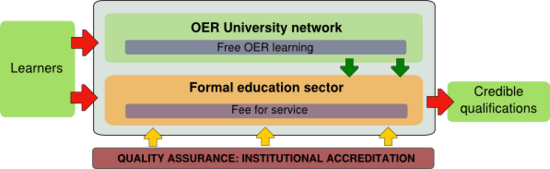 OER University network
Free OER learning
Learners
Formal education sector
Fee for service
Credible
qualifications
QUALITY ASSURANCE: INSTITUTIONAL ACCREDITATION